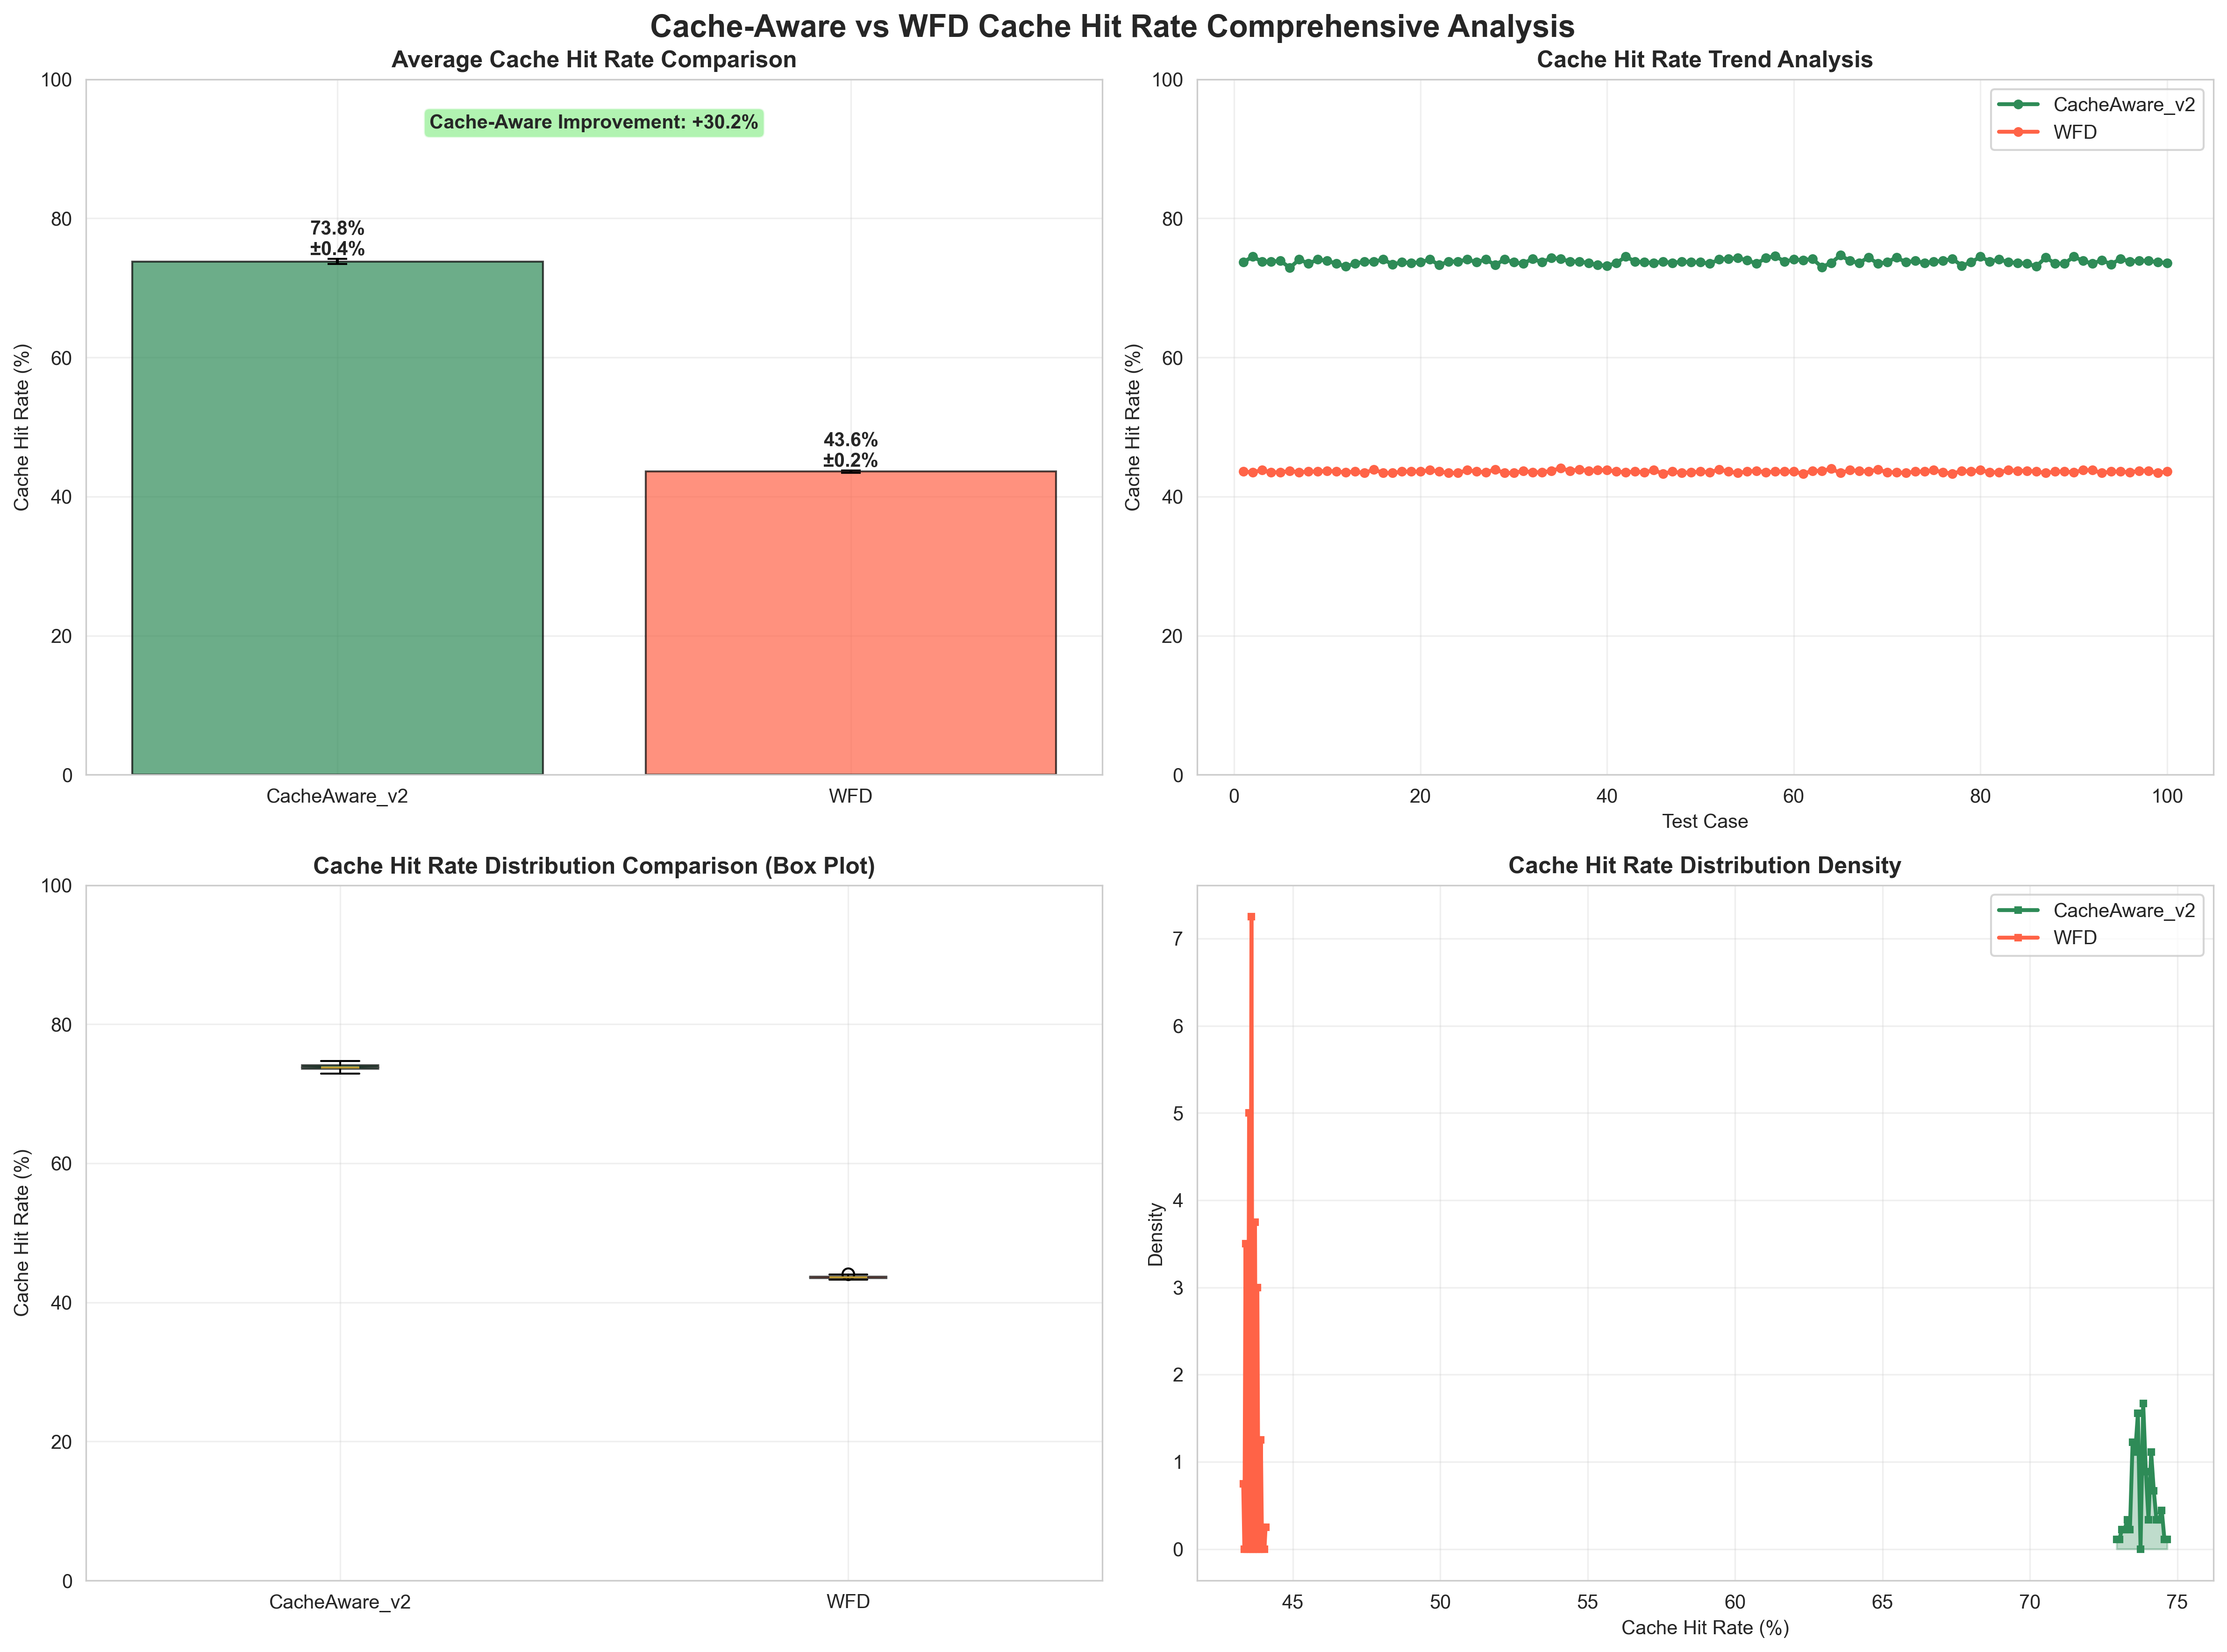 Cache-Aware vs WFD Cache Hit Rate Comprehensive Analysis
Average Cache Hit Rate Comparison
Cache-Aware Improvement: +30.2%
73.8%
±0.4%
43.6%
±0.2%
Cache Hit Rate (%)
100
80
60
40
20
0
CacheAware_v2
WFD
Cache Hit Rate Trend Analysis
CacheAware_v2
WFD
Cache Hit Rate (%)
100
80
60
40
20
0
0
20
40
60
80
100
Test Case
Cache Hit Rate Distribution Comparison (Box Plot)
Cache Hit Rate (%)
100
80
60
40
20
0
CacheAware_v2
WFD
Cache Hit Rate Distribution Density
CacheAware_v2
WFD
Density
7
6
5
4
3
2
1
0
45
50
55
60
65
70
75
Cache Hit Rate (%)